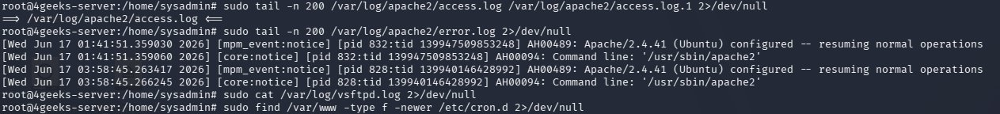 root@4geeks-server:/home/sysadmin# sudo tail -n 200 /var/log/apache2/access.log /var/log/apache2/access.log.1 2>/dev/null
==> /var/log/apache2/access.log <==
root@4geeks-server:/home/sysadmin# sudo tail -n 200 /var/log/apache2/error.log 2>/dev/null
[Wed Jun 17 01:41:51.359030 2026] [mpm_event:notice] [pid 832:tid 139947509853248] AH00489: Apache/2.4.41 (Ubuntu) configured -- resuming normal operations
[Wed Jun 17 01:41:51.359060 2026] [core:notice] [pid 832:tid 139947509853248] AH00094: Command line: '/usr/sbin/apache2'
[Wed Jun 17 03:58:45.263417 2026] [mpm_event:notice] [pid 828:tid 139940146428992] AH00489: Apache/2.4.41 (Ubuntu) configured -- resuming normal operations
[Wed Jun 17 03:58:45.266245 2026] [core:notice] [pid 828:tid 139940146428992] AH00094: Command line: '/usr/sbin/apache2'
root@4geeks-server:/home/sysadmin# sudo cat /var/log/vsftpd.log 2>/dev/null
root@4geeks-server:/home/sysadmin# sudo find /var/www -type f -newer /etc/cron.d 2>/dev/null